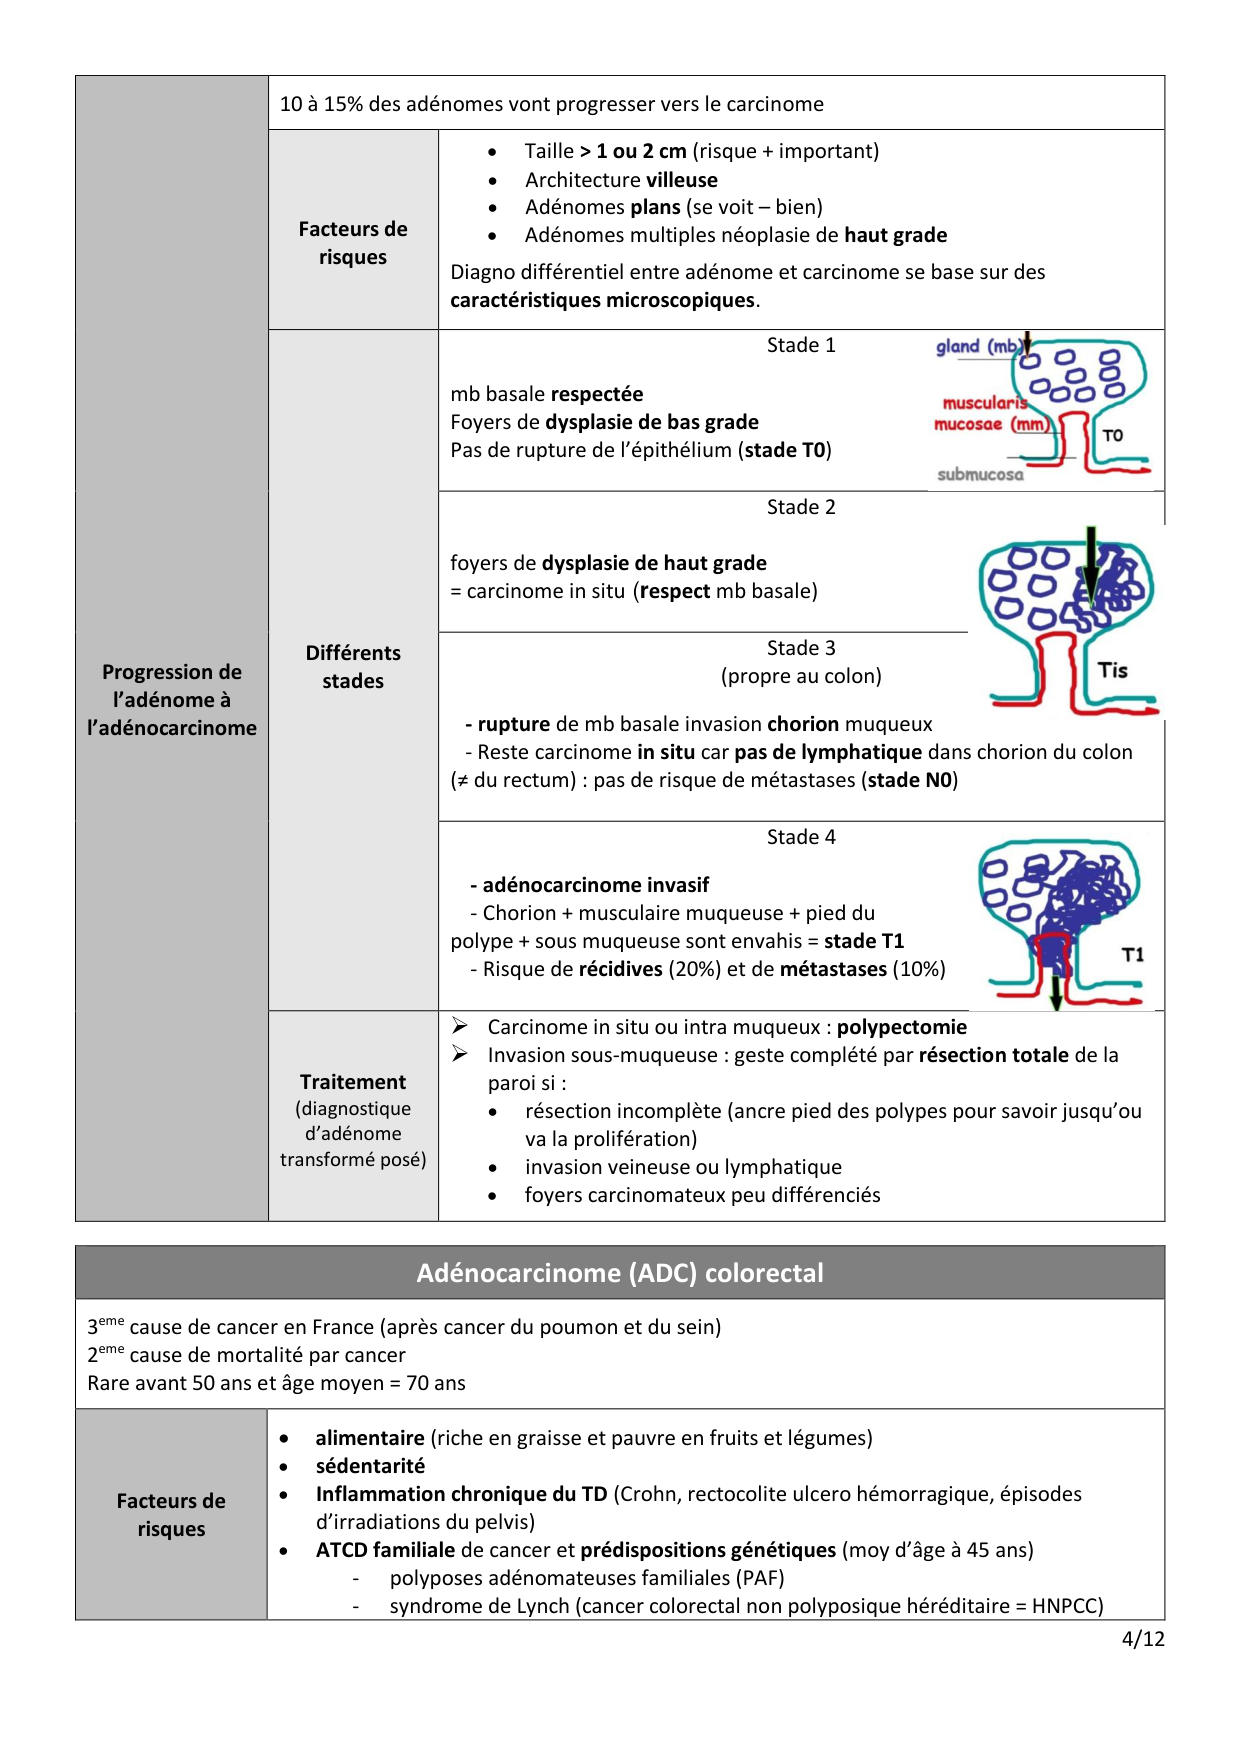 10 à 15% des adénomes vont progresser vers le carcinome
Facteurs de
risques
• Taille > 1 ou 2 cm (risque + important)
• Architecture villeuse
• Adénomes plans (se voit – bien)
• Adénomes multiples néoplasie de haut grade
Diagno différentiel entre adénome et carcinome se base sur des
caractéristiques microscopiques.
Progression de
l’adénome à
l’adénocarcinome
Différents
stades
Stade 1
mb basale respectée
Foyers de dysplasie de bas grade
Pas de rupture de l’épithélium (stade T0)
gland (mb)
muscularis
mucosae (mm)
T0
submucosa
Stade 2
foyers de dysplasie de haut grade
= carcinome in situ (respect mb basale)
Tis
Stade 3
(propre au colon)
- rupture de mb basale invasion chorion muqueux
- Reste carcinome in situ car pas de lymphatique dans chorion du colon
(≠ du rectum) : pas de risque de métastases (stade N0)
Stade 4
- adénocarcinome invasif
- Chorion + musculaire muqueuse + pied du
polype + sous muqueuse sont envahis = stade T1
- Risque de récidives (20%) et de métastases (10%)
T1
Traitement
(diagnostique
d’adénome
transformé posé)
➢ Carcinome in situ ou intra muqueux : polypectomie
➢ Invasion sous-muqueuse : geste complété par résection totale de la
paroi si :
• résection incomplète (ancre pied des polypes pour savoir jusqu’ou
va la prolifération)
• invasion veineuse ou lymphatique
• foyers carcinomateux peu différenciés
Adénocarcinome (ADC) colorectal
3eme cause de cancer en France (après cancer du poumon et du sein)
2eme cause de mortalité par cancer
Rare avant 50 ans et âge moyen = 70 ans
Facteurs de
risques
• alimentaire (riche en graisse et pauvre en fruits et légumes)
• sédentarité
• Inflammation chronique du TD (Crohn, rectocolite ulcero hémorragique, épisodes
d’irradiations du pelvis)
• ATCD familiale de cancer et prédispositions génétiques (moy d’âge à 45 ans)
- polyposes adénomateuses familiales (PAF)
- syndrome de Lynch (cancer colorectal non polyposique héréditaire = HNPCC)
4/12